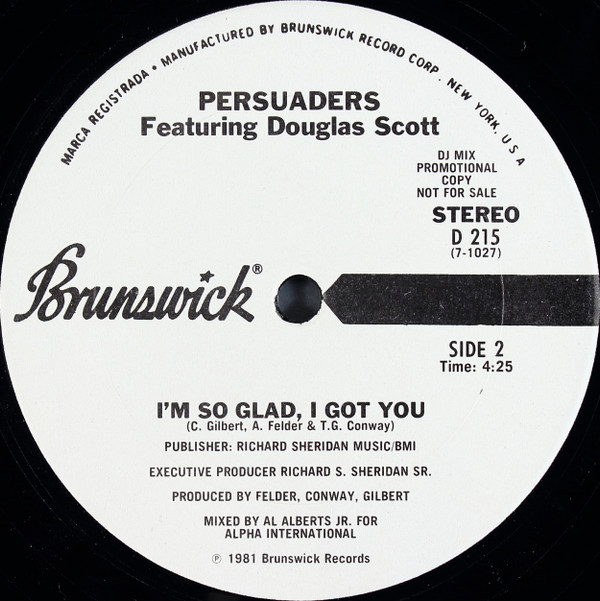 MARCA REGISTRADA • MANUFACTURED BY BRUNSWICK RECORD CORP. NEW YORK, U S A
PERSUADERS
Featuring Douglas Scott
DJ MIX
PROMOTIONAL
COPY
NOT FOR SALE
STEREO
D 215
(7-1027)
Brunswick®
SIDE 2
Time: 4:25
I'M SO GLAD, I GOT YOU
(C. Gilbert, A. Felder & T.G. Conway)
PUBLISHER: RICHARD SHERIDAN MUSIC/BMI
EXECUTIVE PRODUCER RICHARD S. SHERIDAN SR.
PRODUCED BY FELDER, CONWAY, GILBERT
MIXED BY AL ALBERTS JR. FOR
ALPHA INTERNATIONAL
℗ 1981 Brunswick Records